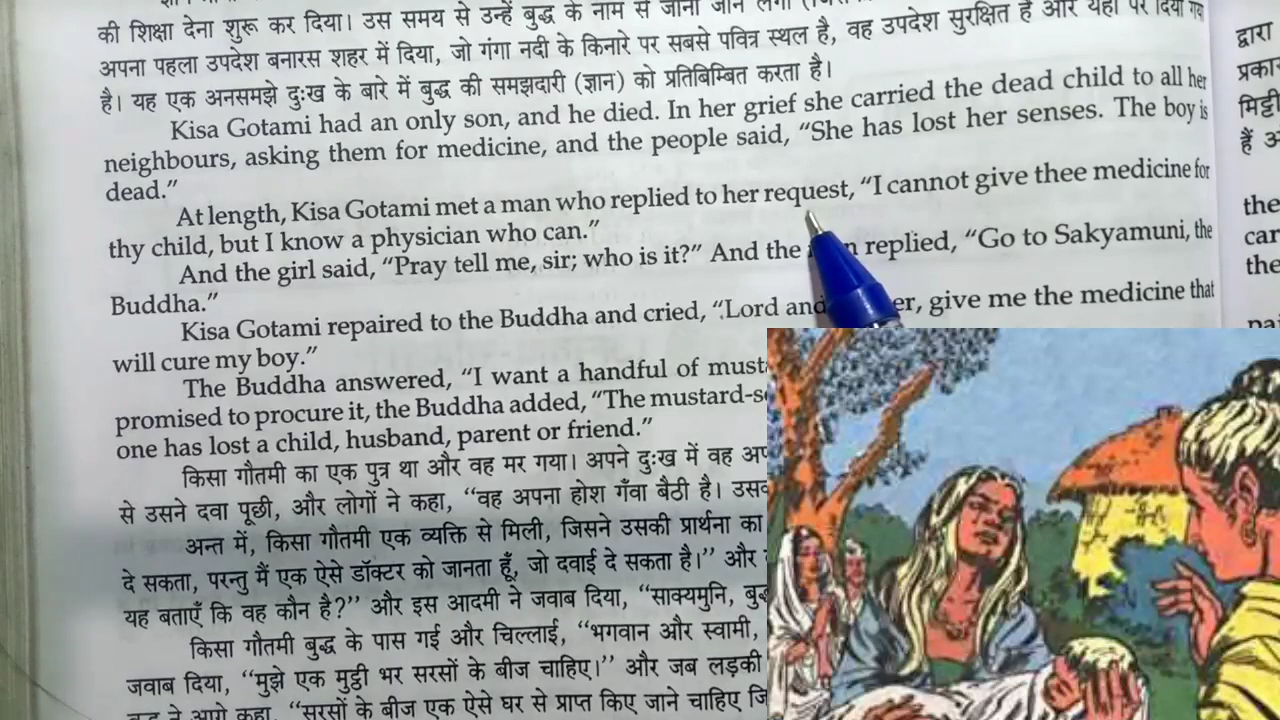 की शिक्षा देना शुरू कर दिया। उस समय से उन्हें बुद्ध के नाम से जाना जाने लगा
अपना पहला उपदेश बनारस शहर में दिया, जो गंगा नदी के किनारे पर सबसे पवित्र स्थल है, वह उपदेश सुरक्षित है और यहाँ पर दिया गया
है। यह एक अनसमझे दुःख के बारे में बुद्ध की समझदारी (ज्ञान) को प्रतिबिम्बित करता है।
Kisa Gotami had an only son, and he died. In her grief she carried the dead child to all her
neighbours, asking them for medicine, and the people said, “She has lost her senses. The boy is
dead.”
At length, Kisa Gotami met a man who replied to her request, “I cannot give thee medicine for
thy child, but I know a physician who can.”
And the girl said, “Pray tell me, sir; who is it?” And the replied, “Go to Sakyamuni, the
Buddha.”
Kisa Gotami repaired to the Buddha and cried, “Lord and give me the medicine that
will cure my boy.”
The Buddha answered, “I want a handful of
promised to procure it, the Buddha added, “The
one has lost a child, husband, parent or friend.”
किसा गौतमी का एक पुत्र था और वह मर गया। अपने दुःख में वह
से उसने दवा पूछी, और लोगों ने कहा, “वह अपना होश गँवा बैठी है।
अन्त में, किसा गौतमी एक व्यक्ति से मिली, जिसने उसकी प्रार्थना का
दे सकता, परन्तु मैं एक ऐसे डॉक्टर को जानता हूँ, जो दवाई दे सकता है।” और
यह बताएँ कि वह कौन है?” और इस आदमी ने जवाब दिया, “साक्यमुनि,
किसा गौतमी बुद्ध के पास गई और चिल्लाई, “भगवान और स्वामी,
जवाब दिया, “मुझे एक मुट्ठी भर सरसों के बीज चाहिए।” और जब लड़की
ने आगे कहा, “सरसों के बीज एक ऐसे घर से प्राप्त किए जाने चाहिए
द्वारा
मिट्टी
हैं
the
the